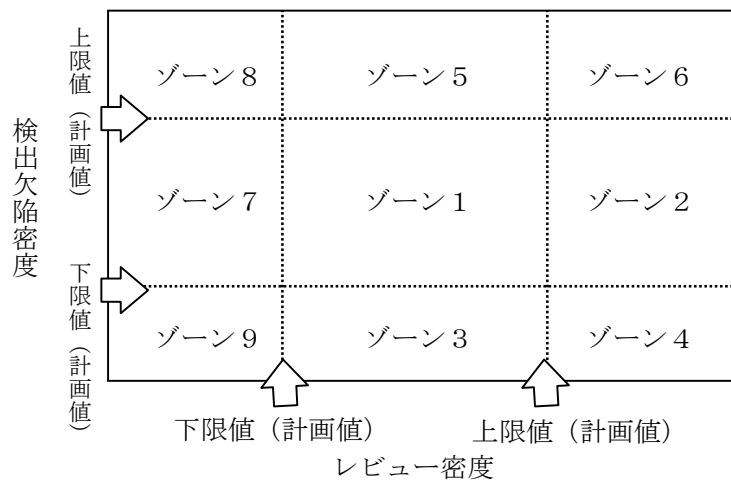 上限値（計画値）
下限値（計画値）
検出欠陥密度
ゾーン８
ゾーン５
ゾーン６
ゾーン７
ゾーン１
ゾーン２
ゾーン９
ゾーン３
ゾーン４
下限値（計画値）
上限値（計画値）
レビュー密度